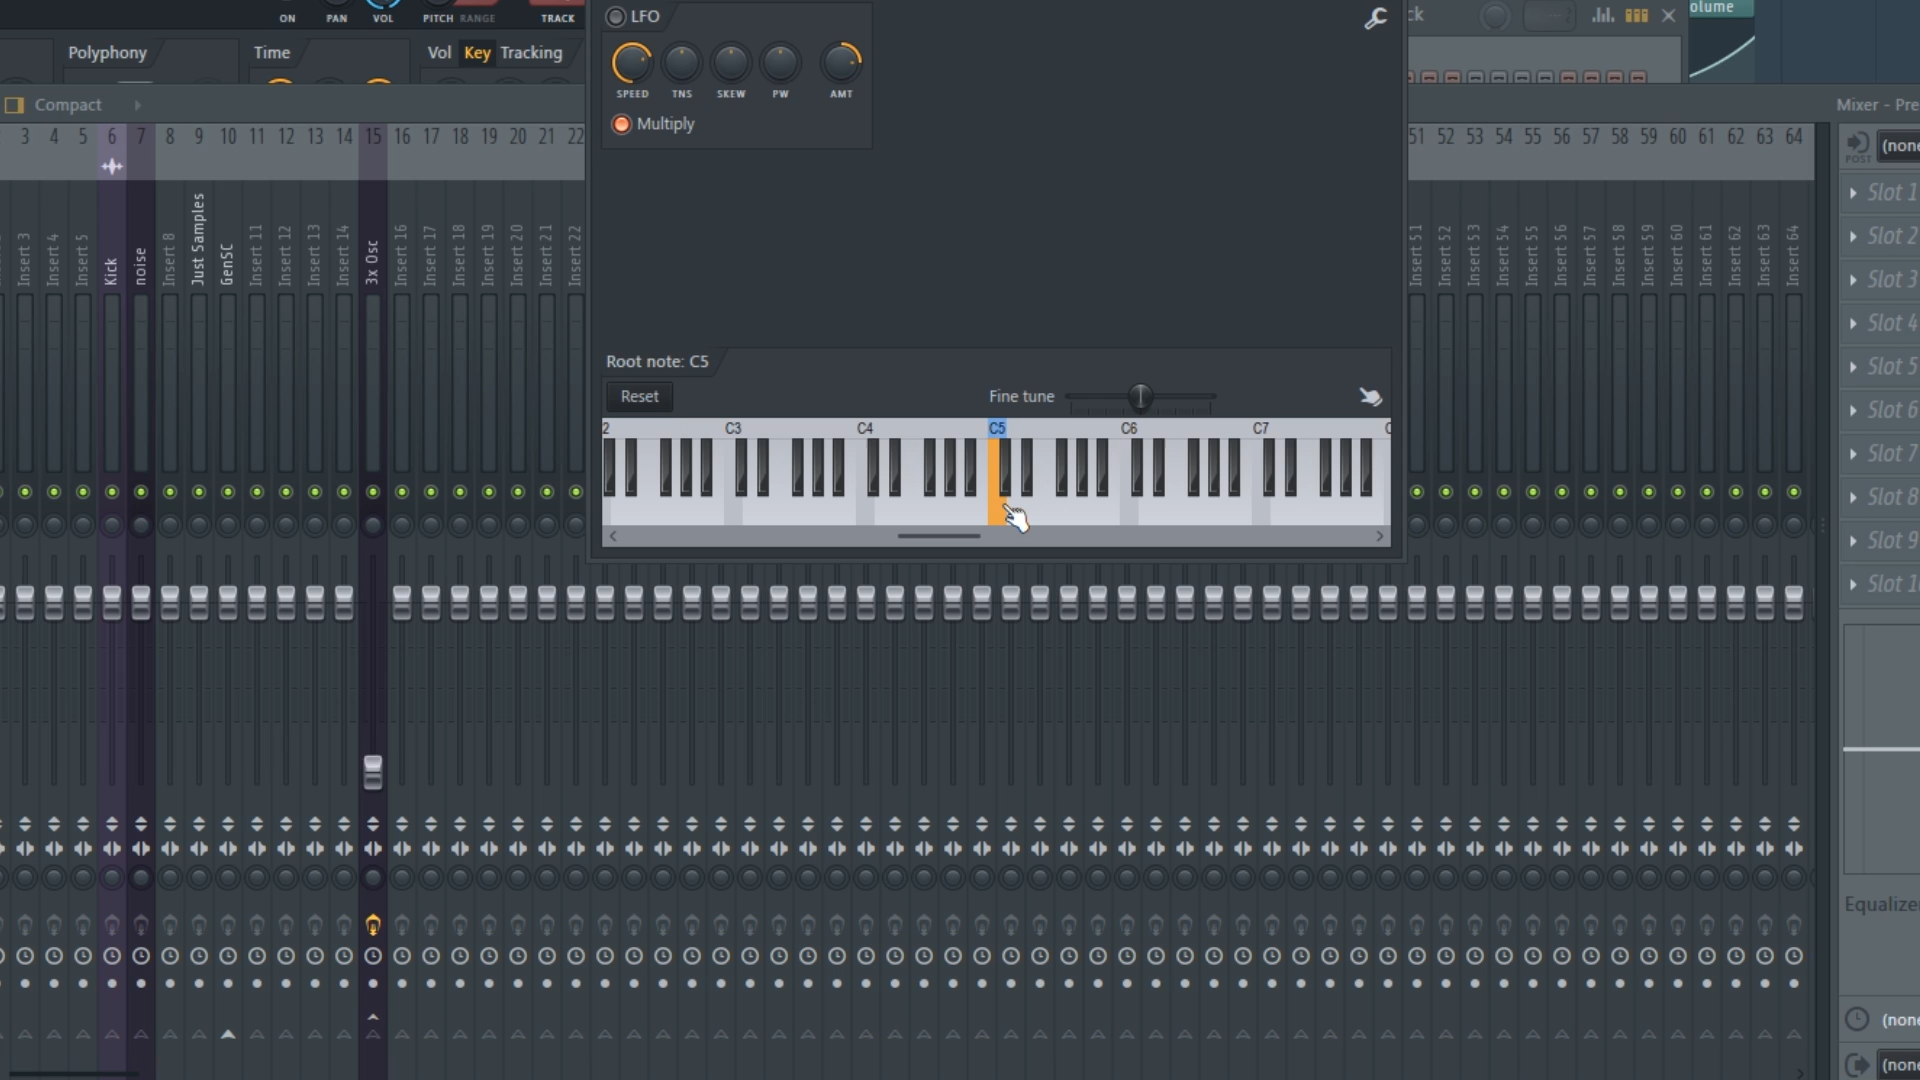 ON PAN VOL PITCH RANGE TRACK
Polyphony Time Vol Key Tracking
LFO
SPEED TNS SKEW PW AMT
Multiply
ck
olume
Compact
Mixer - Pre
3 4 5 6 7 8 9 10 11 12 13 14 15 16 17 18 19 20 21 22
51 52 53 54 55 56 57 58 59 60 61 62 63 64
POST
(none
Insert 3
Insert 4
Insert 5
Kick
noise
Insert 8
Just Samples
GenSC
Insert 11
Insert 12
Insert 13
Insert 14
3x Osc
Insert 16
Insert 17
Insert 18
Insert 19
Insert 20
Insert 21
Insert 22
Insert 51
Insert 52
Insert 53
Insert 54
Insert 55
Insert 56
Insert 57
Insert 58
Insert 59
Insert 60
Insert 61
Insert 62
Insert 63
Insert 64
Slot 1
Slot 2
Slot 3
Slot 4
Slot 5
Slot 6
Slot 7
Slot 8
Slot 9
Slot 1
Root note: C5
Reset
Fine tune
2 C3 C4 C5 C6 C7 C
Equalize
(none
(none